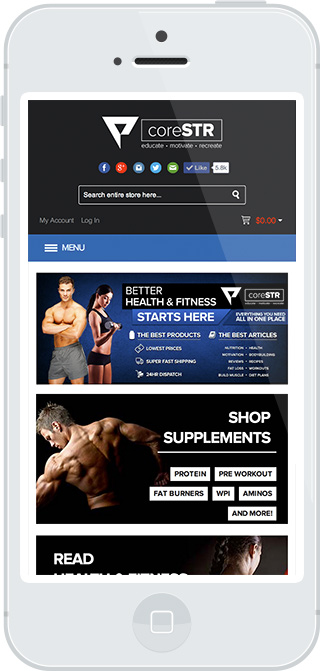 coreSTR
educate • motivate • recreate
Like 5.8k
Search entire store here...
My Account Log In $0.00
MENU
BETTER
HEALTH & FITNESS
coreSTR
STARTS HERE
EVERYTHING YOU NEED
ALL IN ONE PLACE
THE BEST PRODUCTS THE BEST ARTICLES
LOWEST PRICES
SUPER FAST SHIPPING
24HR DISPATCH
NUTRITION • HEALTH
MOTIVATION • BODYBUILDING
REVIEWS • RECIPES
FAT LOSS • WORKOUTS
BUILD MUSCLE • DIET PLANS
SHOP
SUPPLEMENTS
PROTEIN PRE WORKOUT
FAT BURNERS WPI AMINOS
AND MORE!
READ
HEALTH & FITNESS